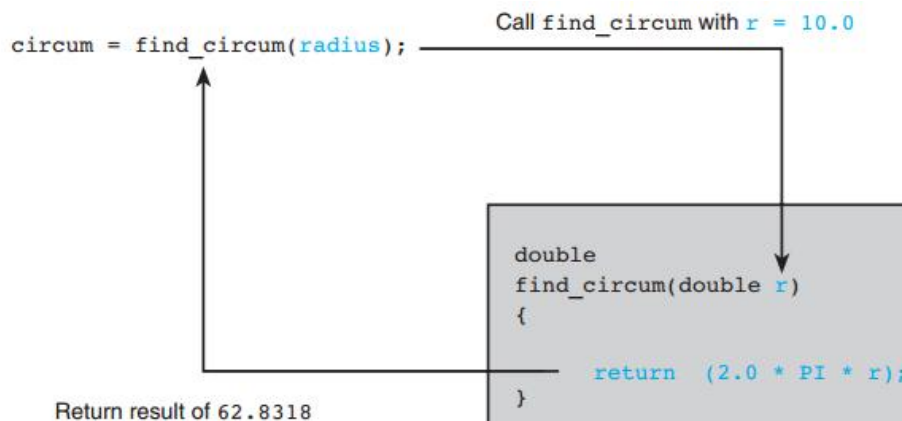 Call find_circum with r = 10.0
circum = find_circum(radius);
double
find_circum(double r)
{
return (2.0 * PI * r);
}
Return result of 62.8318